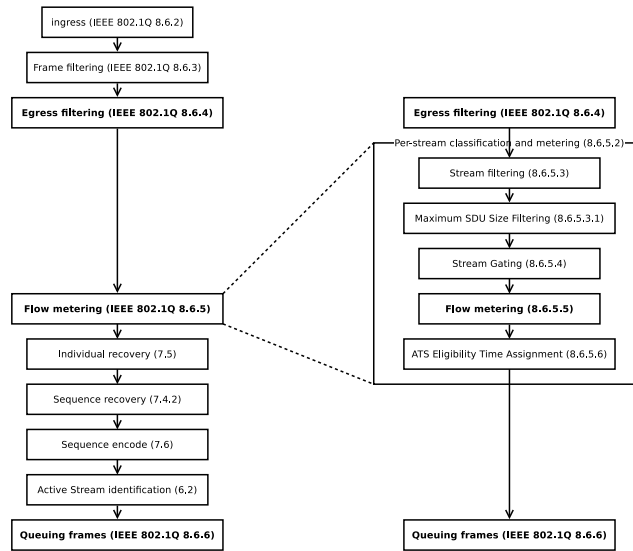 ingress (IEEE 802.1Q 8.6.2)
Frame filtering (IEEE 802.1Q 8.6.3)
Egress filtering (IEEE 802.1Q 8.6.4)
Flow metering (IEEE 802.1Q 8.6.5)
Individual recovery (7.5)
Sequence recovery (7.4.2)
Sequence encode (7.6)
Active Stream identification (6.2)
Queuing frames (IEEE 802.1Q 8.6.6)
Egress filtering (IEEE 802.1Q 8.6.4)
Per-stream classification and metering (8.6.5.2)
Stream filtering (8.6.5.3)
Maximum SDU Size Filtering (8.6.5.3.1)
Stream Gating (8.6.5.4)
Flow metering (8.6.5.5)
ATS Eligibility Time Assignment (8.6.5.6)
Queuing frames (IEEE 802.1Q 8.6.6)